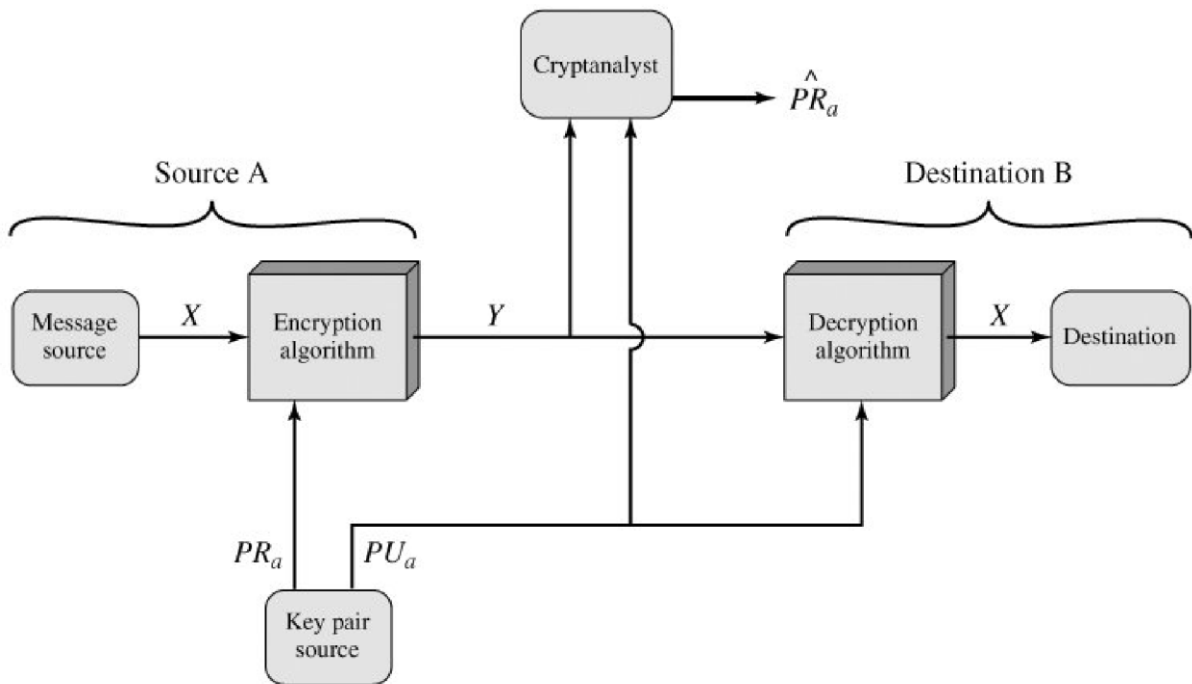 Cryptanalyst
P̂R_a
Source A
Destination B
Message
source
X
Encryption
algorithm
Y
Decryption
algorithm
X
Destination
PR_a
PU_a
Key pair
source